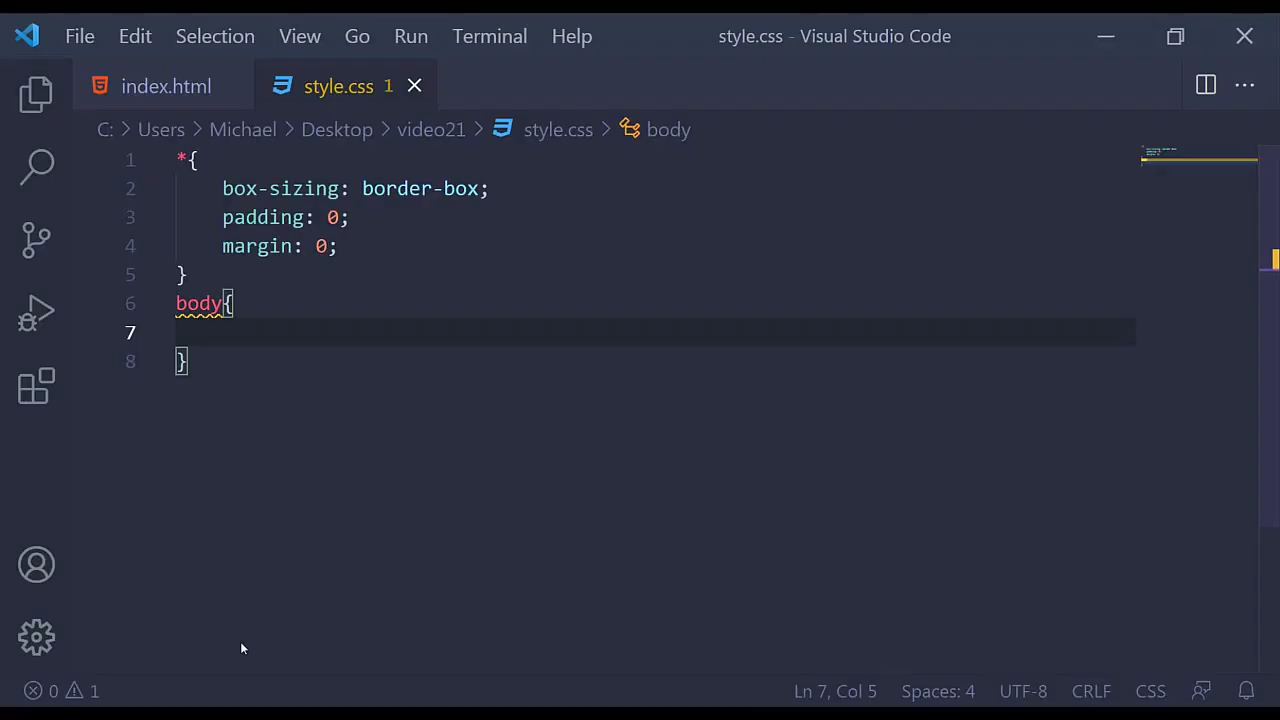 File Edit Selection View Go Run Terminal Help style.css - Visual Studio Code
index.html style.css 1
C: > Users > Michael > Desktop > video21 > style.css > body
1 *{
2 box-sizing: border-box;
3 padding: 0;
4 margin: 0;
5 }
6 body{
7
8 }
0 1 Ln 7, Col 5 Spaces: 4 UTF-8 CRLF CSS